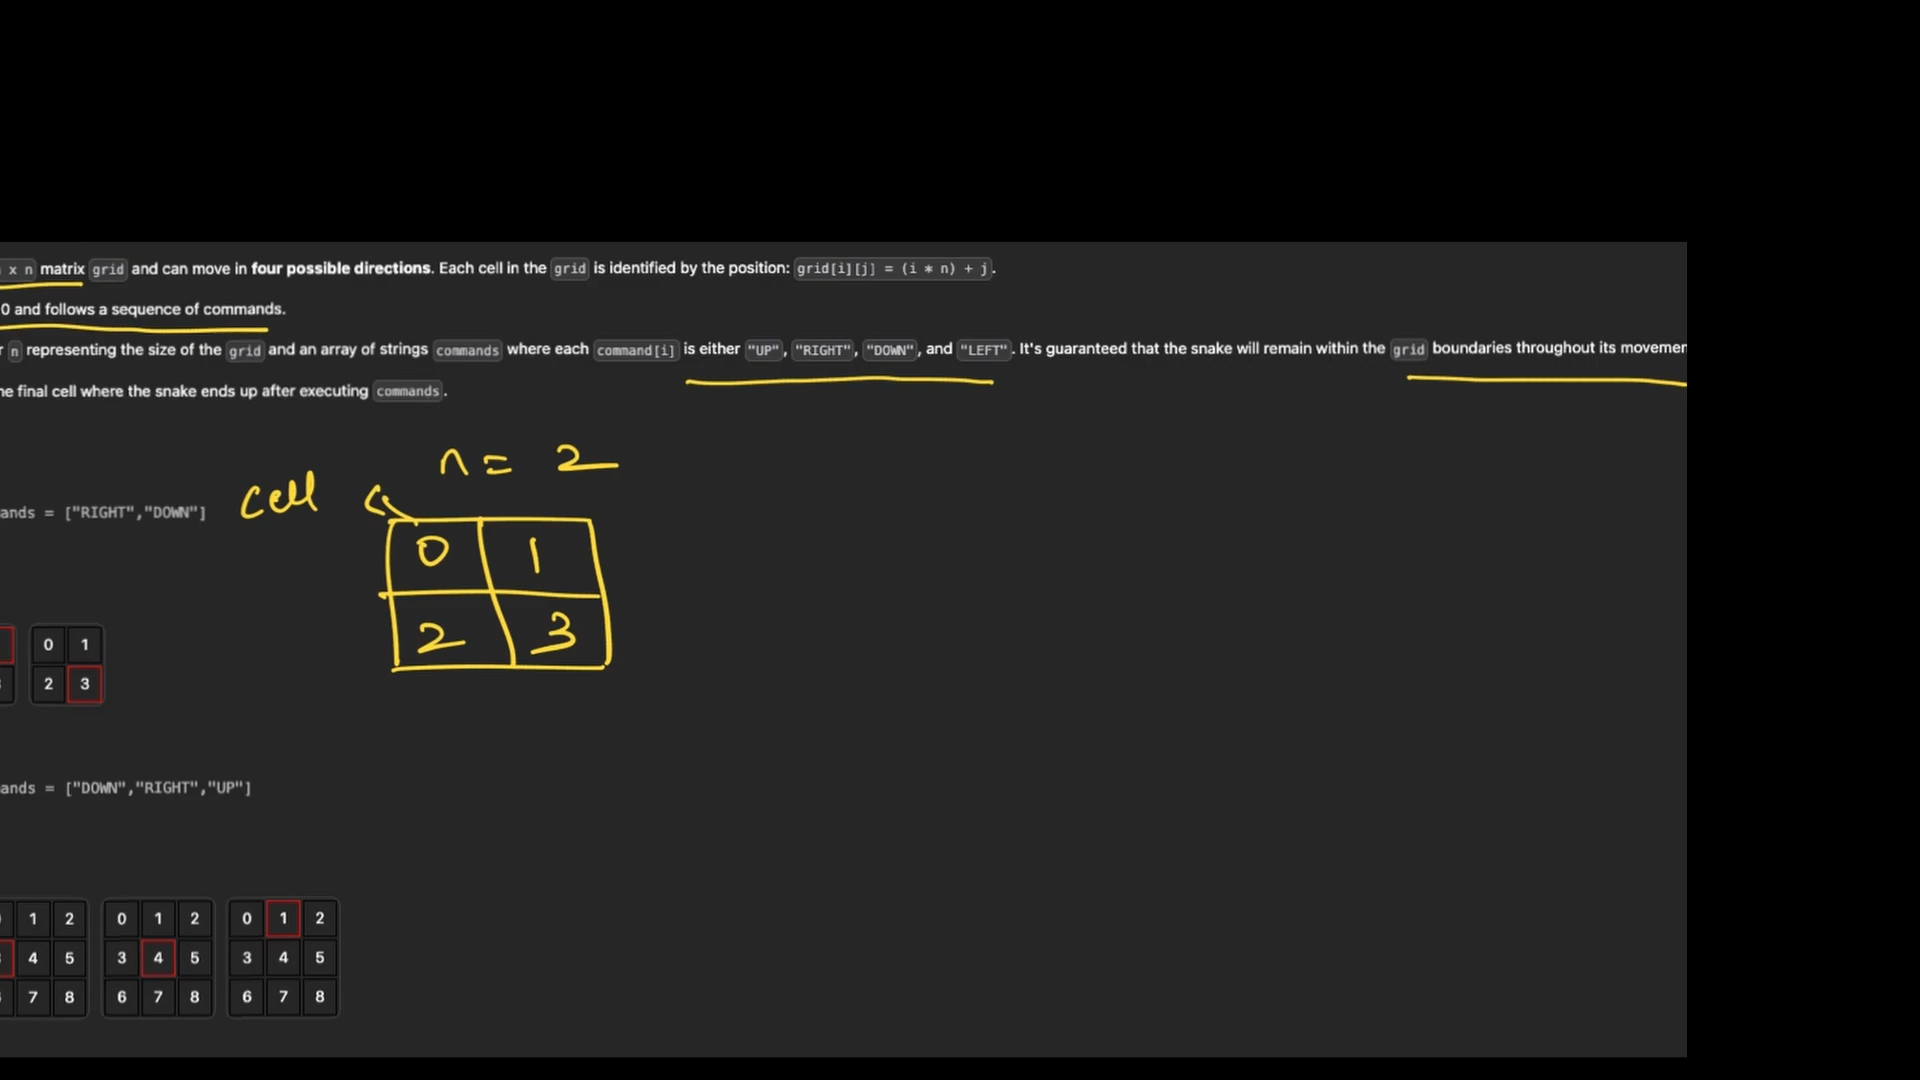 x n matrix grid and can move in four possible directions. Each cell in the grid is identified by the position: grid[i][j] = (i * n) + j.
0 and follows a sequence of commands.
n representing the size of the grid and an array of strings commands where each command[i] is either "UP", "RIGHT", "DOWN", and "LEFT". It's guaranteed that the snake will remain within the grid boundaries throughout its
final cell where the snake ends up after executing commands.
n = 2
cell
= ["RIGHT","DOWN"]
0 1
2 3
0 1
2 3
= ["DOWN","RIGHT","UP"]
1 2 0 1 2 0 1 2
4 5 3 4 5 3 4 5
7 8 6 7 8 6 7 8